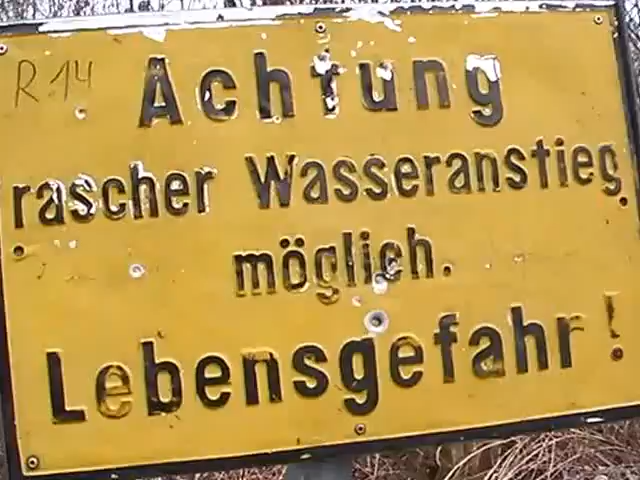 R 14
Achtung
rascher Wasseranstieg
möglich.
Lebensgefahr!